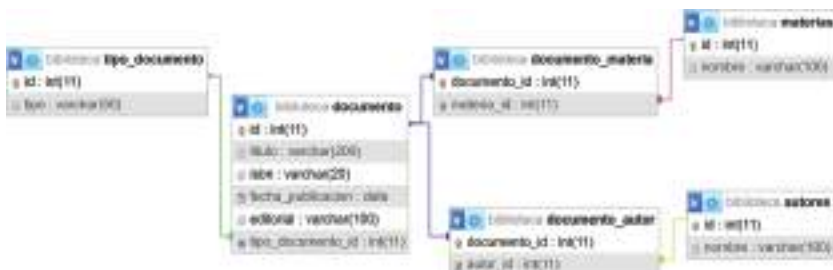 biblioteca tipo_documento
id : int(11)
tipo : varchar(50)
biblioteca documento
id : int(11)
titulo : varchar(200)
isbn : varchar(20)
fecha_publicacion : date
editorial : varchar(100)
tipo_documento_id : int(11)
biblioteca documento_materia
documento_id : int(11)
materia_id : int(11)
biblioteca materias
id : int(11)
nombre : varchar(100)
biblioteca documento_autor
documento_id : int(11)
autor_id : int(11)
biblioteca autores
id : int(11)
nombre : varchar(100)